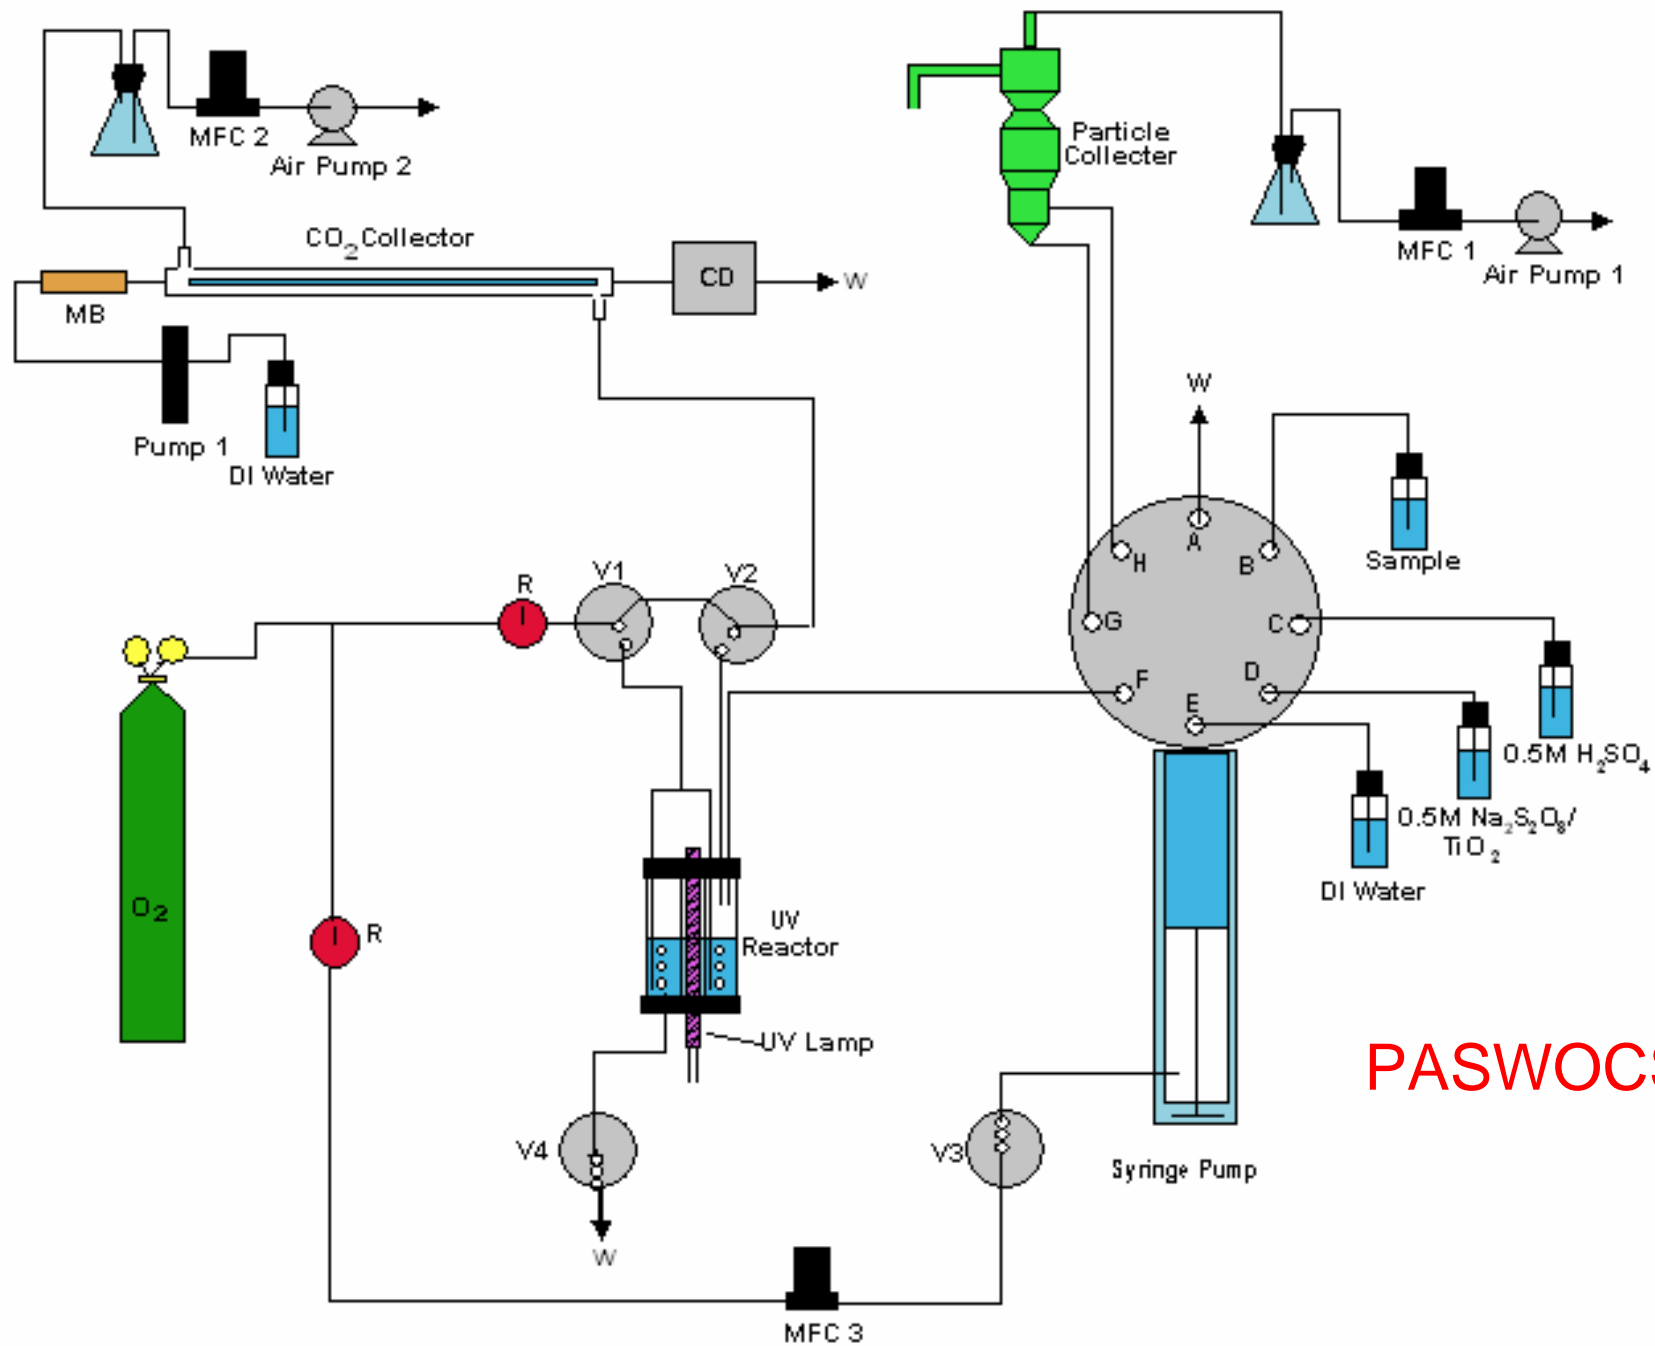 MFC 2
Air Pump 2
Particle
Collecter
MFC 1
Air Pump 1
CO2Collector
CD
W
MB
Pump 1
DI Water
W
A
B
C
D
E
F
G
H
Sample
V1
V2
R
0.5M H2SO4
0.5M Na2S2O8/
TiO2
DI Water
O2
R
UV
Reactor
UV Lamp
PASWOCS
V4
V3
Syringe Pump
W
MFC 3